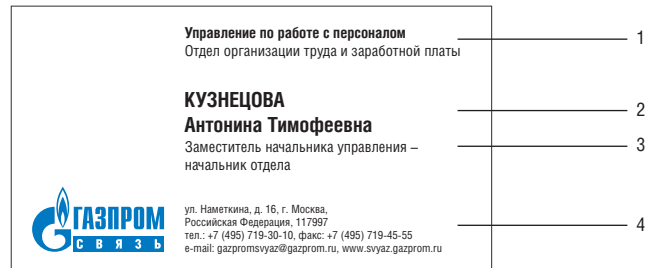 Управление по работе с персоналом
Отдел организации труда и заработной платы
1
КУЗНЕЦОВА
2
Антонина Тимофеевна
Заместитель начальника управления –
3
начальник отдела
ГАЗПРОМ
СВЯЗЬ
ул. Наметкина, д. 16, г. Москва,
Российская Федерация, 117997
4
тел.: +7 (495) 719-30-10, факс: +7 (495) 719-45-55
e-mail: gazpromsvyaz@gazprom.ru, www.svyaz.gazprom.ru